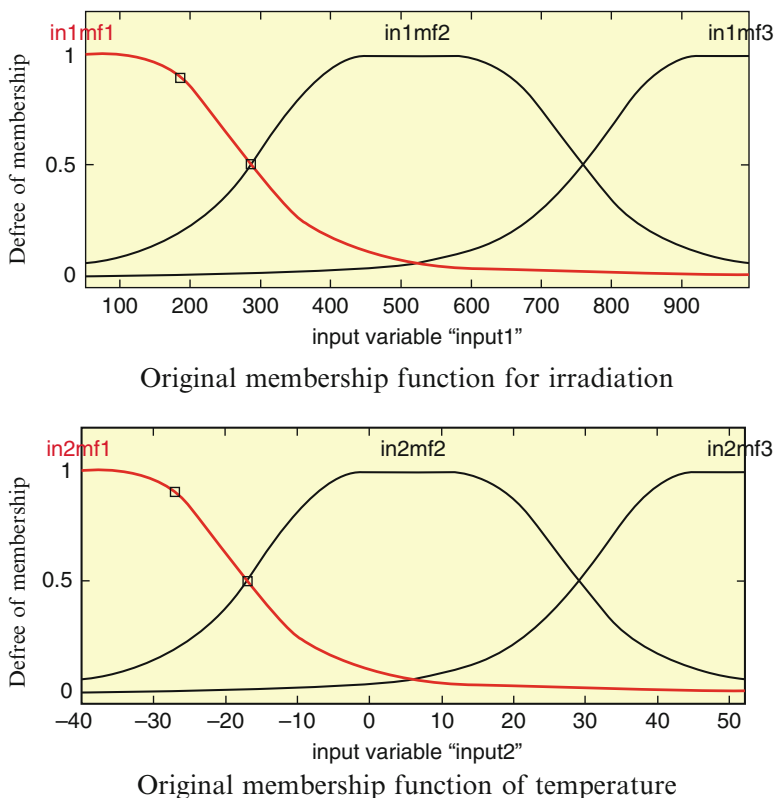 in1mf1 in1mf2 in1mf3
1
0.5
0
Defree of membership
100 200 300 400 500 600 700 800 900
input variable “input1”
Original membership function for irradiation
in2mf1 in2mf2 in2mf3
1
0.5
0
Defree of membership
–40 –30 –20 –10 0 10 20 30 40 50
input variable “input2”
Original membership function of temperature